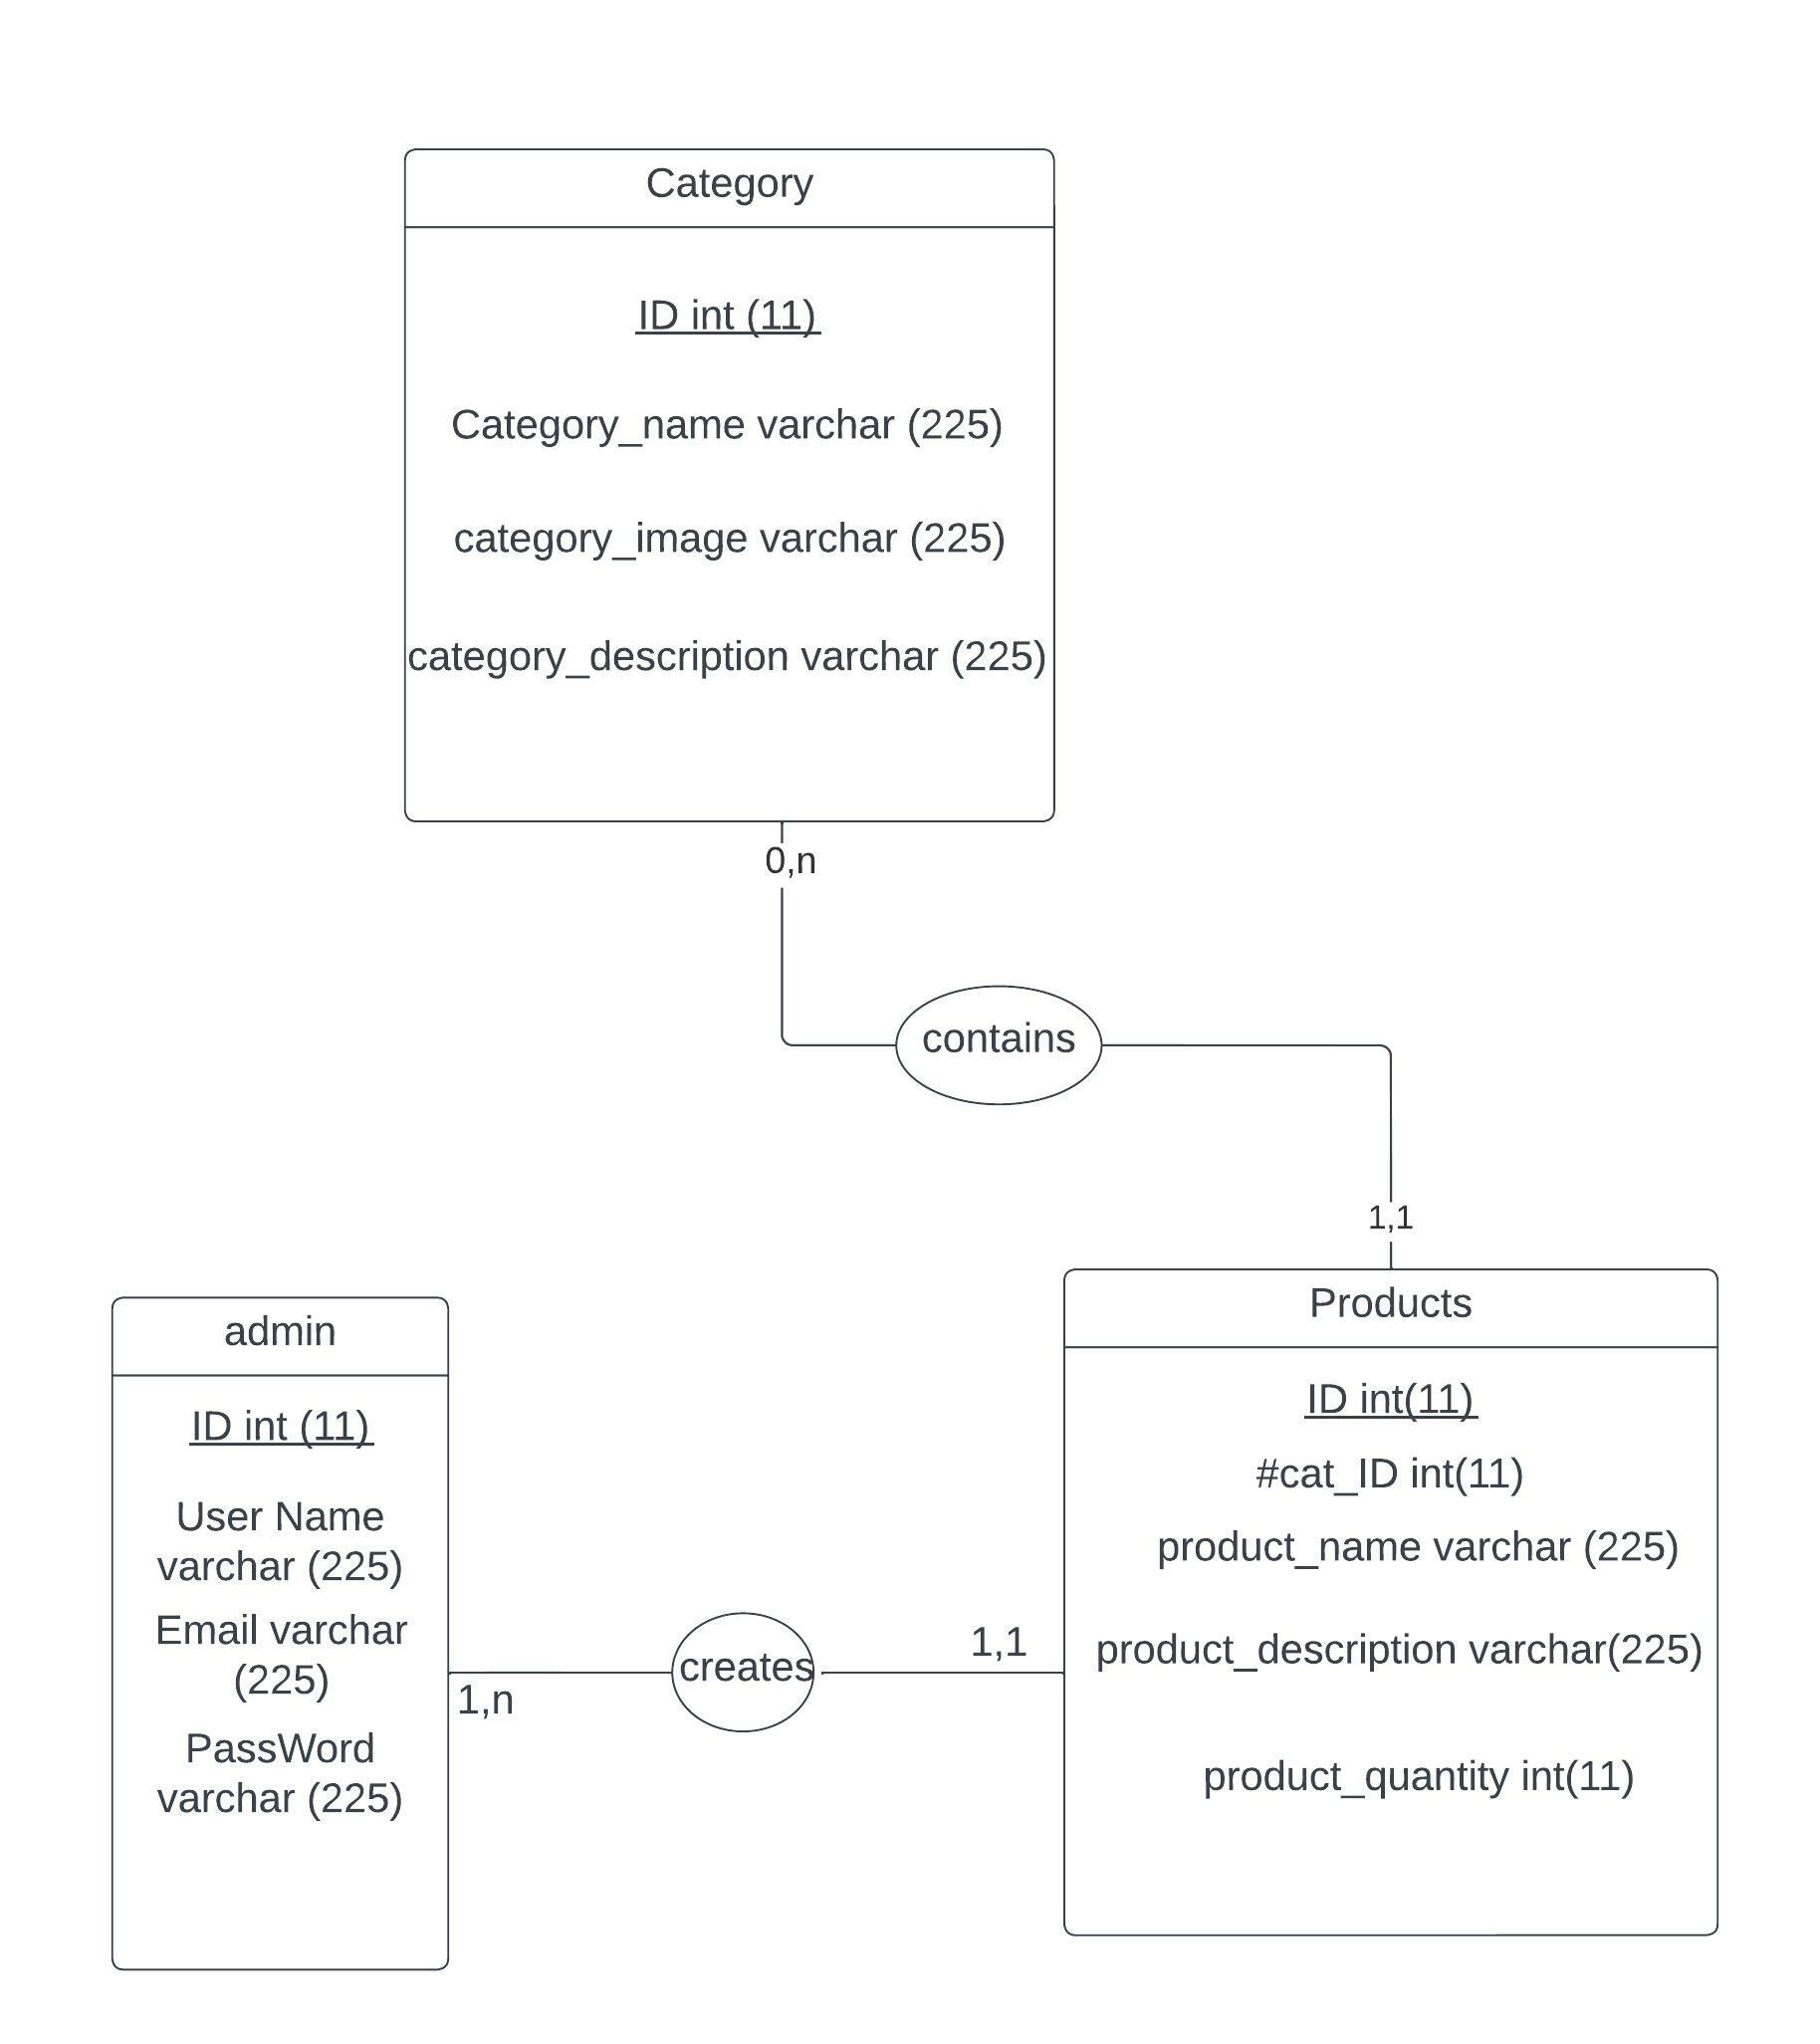 Category
ID int (11)
Category_name varchar (225)
category_image varchar (225)
category_description varchar (225)
0,n
contains
1,1
Products
ID int(11)
#cat_ID int(11)
product_name varchar (225)
product_description varchar(225)
product_quantity int(11)
admin
ID int (11)
User Name
varchar (225)
Email varchar
(225)
PassWord
varchar (225)
1,n
creates
1,1